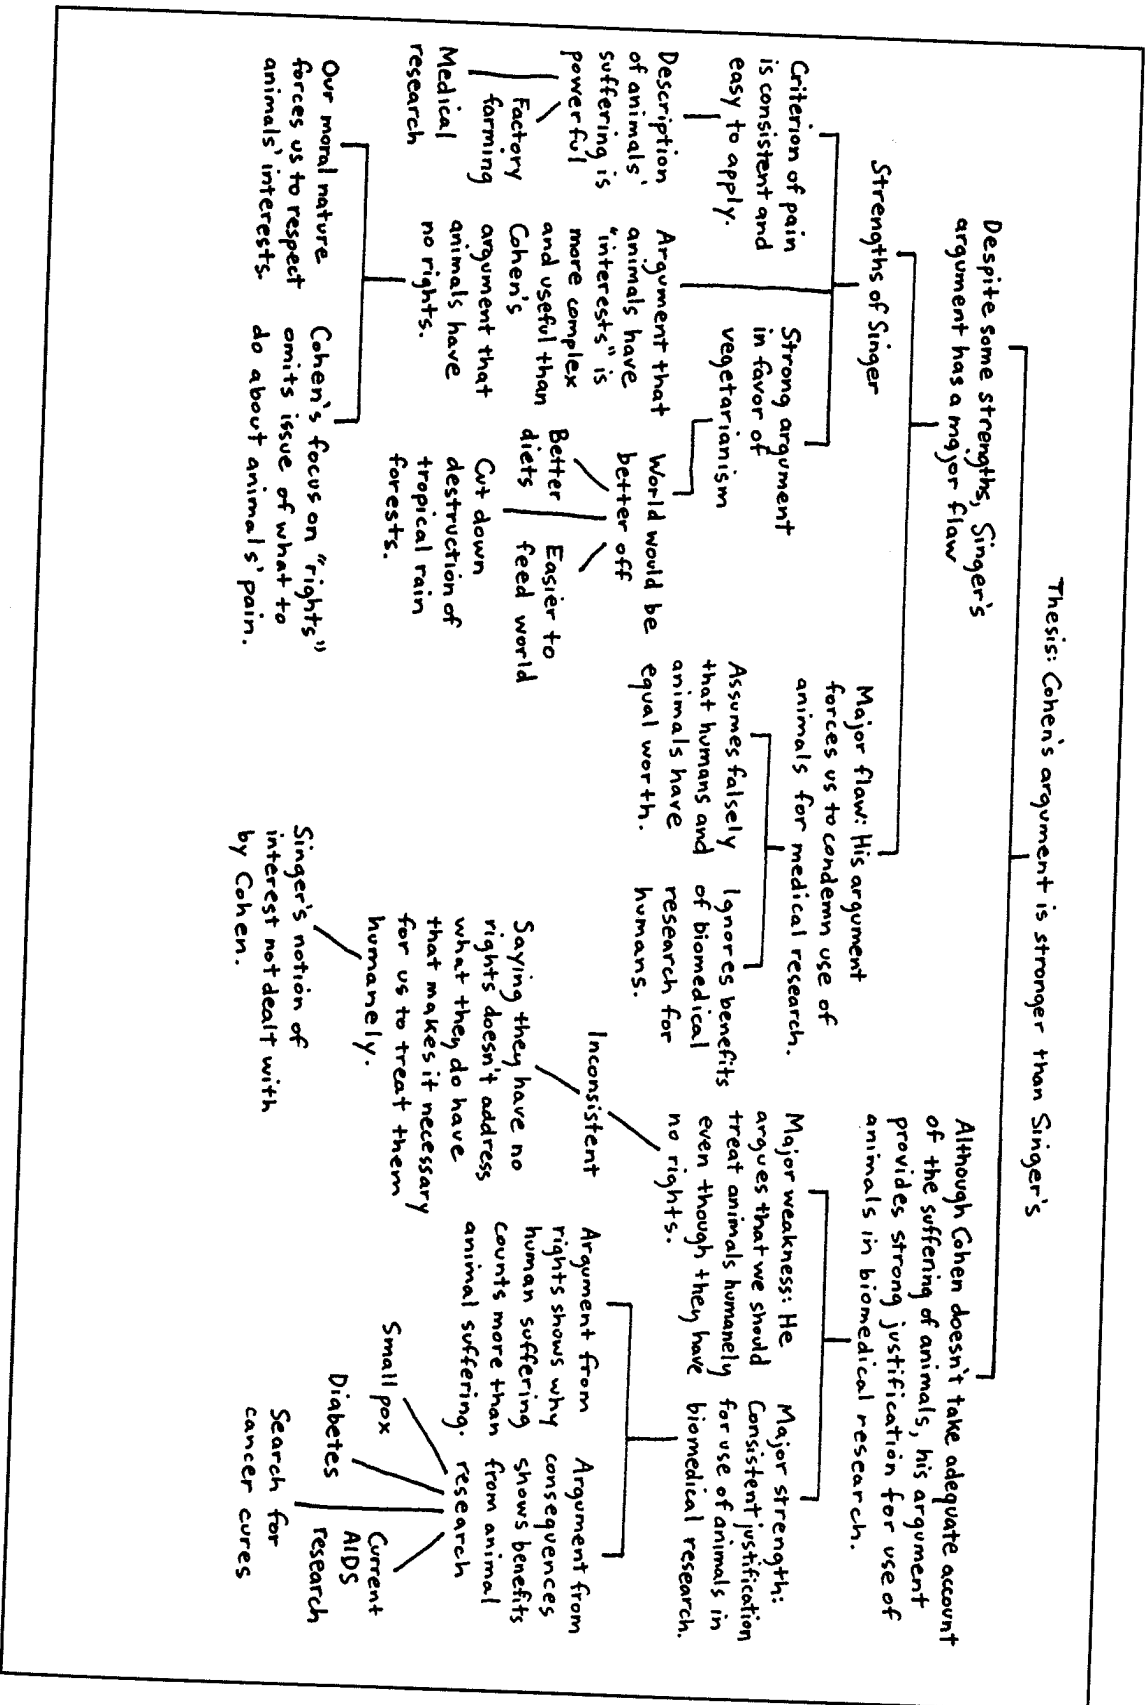 Thesis: Cohen's argument is stronger than Singer's
Despite some strengths, Singer's
argument has a major flaw
Strengths of Singer
Criterion of pain
is consistent and
easy to apply.
Description
of animals'
suffering is
powerful
Factory
farming
Medical
research
Argument that
animals have
"interests" is
more complex
and useful than
Cohen's
argument that
animals have
no rights.
Our moral nature
forces us to respect
animals' interests.
Cohen's focus on "rights"
omits issue of what to
do about animals' pain.
Strong argument
in favor of
vegetarianism
World would be
better off
Better
diets
Cut down
destruction of
tropical rain
forests.
Easier to
feed world
Major flaw: His argument
forces us to condemn use of
animals for medical research.
Assumes falsely
that humans and
animals have
equal worth.
Ignores benefits
of biomedical
research for
humans.
Although Cohen doesn't take adequate account
of the suffering of animals, his argument
provides strong justification for use of
animals in biomedical research.
Major weakness: He
argues that we should
treat animals humanely
even though they have
no rights.
Inconsistent
Saying they have no
rights doesn't address
what they do have
that makes it necessary
for us to treat them
humanely.
Singer's notion of
interest not dealt with
by Cohen.
Major strength:
Consistent justification
for use of animals in
biomedical research.
Argument from
rights shows why
human suffering
counts more than
animal suffering.
Argument from
consequences
shows benefits
from animal
research
Small pox
Diabetes
Search for
cancer cures
Current
AIDS
research